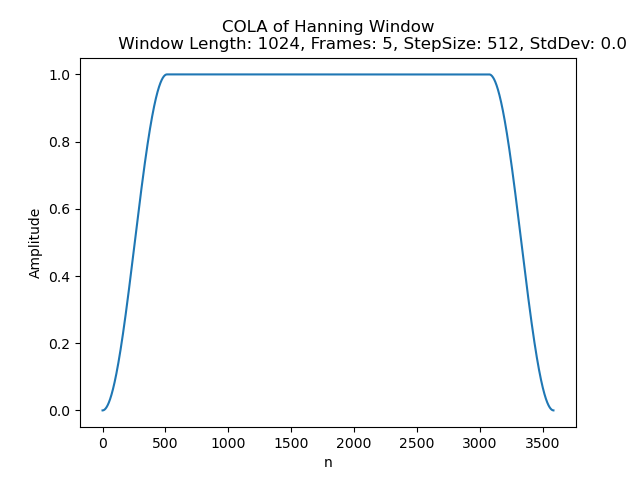 COLA of Hanning Window
Window Length: 1024, Frames: 5, StepSize: 512, StdDev: 0.0
1.0
0.8
0.6
0.4
0.2
0.0
Amplitude
0 500 1000 1500 2000 2500 3000 3500
n